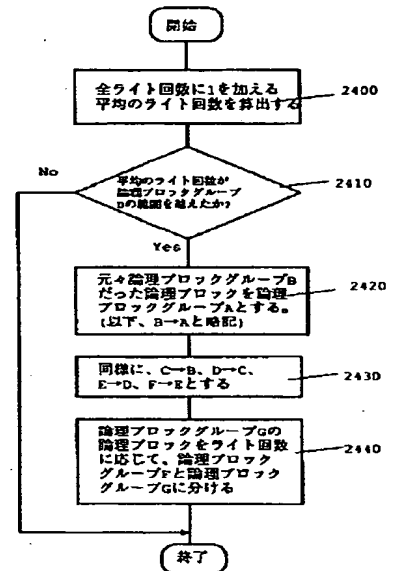 開始
全ライト回数に1を加える
平均のライト回数を算出する
2400
No
平均のライト回数が
論理ブロックグループ
Dの範囲を越えたか?
2410
Yes
元々論理ブロックグループB
だった論理ブロックを論理
ブロックグループAとする。
(以下、B→Aと略記)
2420
同様に、C→B、D→C、
E→D、F→Eとする
2430
論理ブロックグループGの
論理ブロックをライト回数
に応じて、論理ブロック
グループFと論理ブロック
グループGに分ける
2440
終了